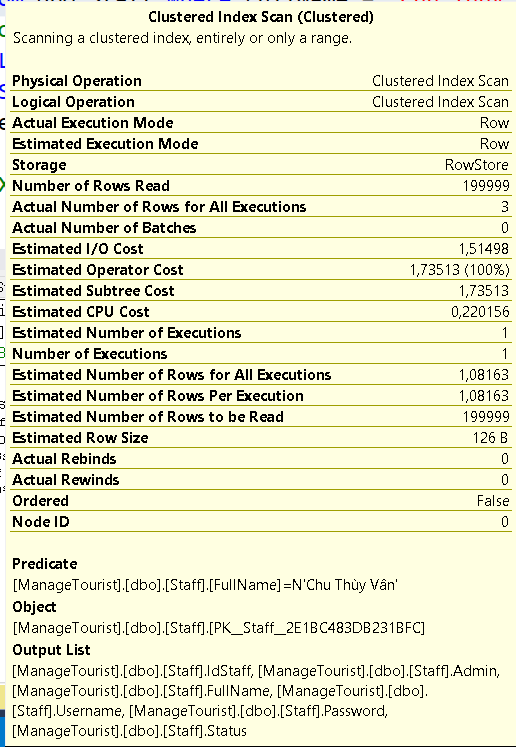 Clustered Index Scan (Clustered)
Scanning a clustered index, entirely or only a range.
Physical Operation Clustered Index Scan
Logical Operation Clustered Index Scan
Actual Execution Mode Row
Estimated Execution Mode Row
Storage RowStore
Number of Rows Read 199999
Actual Number of Rows for All Executions 3
Actual Number of Batches 0
Estimated I/O Cost 1,51498
Estimated Operator Cost 1,73513 (100%)
Estimated Subtree Cost 1,73513
Estimated CPU Cost 0,220156
Estimated Number of Executions 1
Number of Executions 1
Estimated Number of Rows for All Executions 1,08163
Estimated Number of Rows Per Execution 1,08163
Estimated Number of Rows to be Read 199999
Estimated Row Size 126 B
Actual Rebinds 0
Actual Rewinds 0
Ordered False
Node ID 0
Predicate
[ManageTourist].[dbo].[Staff].[FullName]=N'Chu Thùy Vân'
Object
[ManageTourist].[dbo].[Staff].[PK__Staff__2E1BC483DB231BFC]
Output List
[ManageTourist].[dbo].[Staff].IdStaff, [ManageTourist].[dbo].[Staff].Admin,
[ManageTourist].[dbo].[Staff].FullName, [ManageTourist].[dbo].
[Staff].Username, [ManageTourist].[dbo].[Staff].Password,
[ManageTourist].[dbo].[Staff].Status